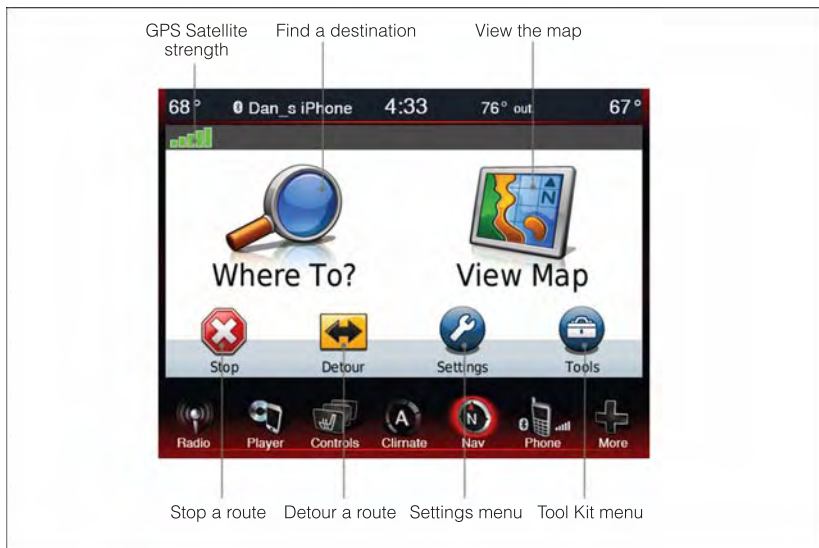 GPS Satellite strength
Find a destination
View the map
68° Dan_s iPhone 4:33 76° out 67°
N
Where To? View Map
Stop Detour Settings Tools
A N
Radio Player Controls Climate Nav Phone More
Stop a route Detour a route Settings menu Tool Kit menu